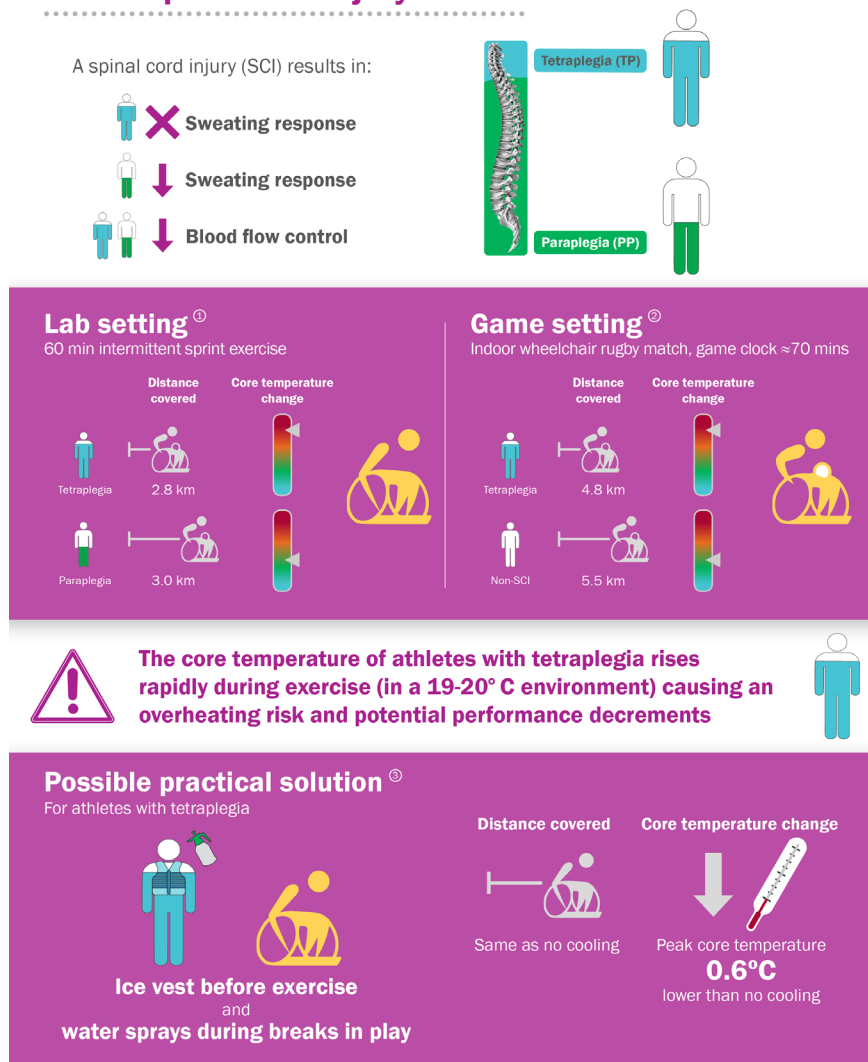 A spinal cord injury (SCI) results in:
Sweating response
Sweating response
Blood flow control
Tetraplegia (TP)
Paraplegia (PP)
Lab setting ①
60 min intermittent sprint exercise
Distance covered
Core temperature change
Tetraplegia
2.8 km
Paraplegia
3.0 km
Game setting ②
Indoor wheelchair rugby match, game clock ≈70 mins
Distance covered
Core temperature change
Tetraplegia
4.8 km
Non-SCI
5.5 km
The core temperature of athletes with tetraplegia rises
rapidly during exercise (in a 19-20° C environment) causing an
overheating risk and potential performance decrements
Possible practical solution ③
For athletes with tetraplegia
Ice vest before exercise
and
water sprays during breaks in play
Distance covered
Same as no cooling
Core temperature change
Peak core temperature
0.6ºC
lower than no cooling